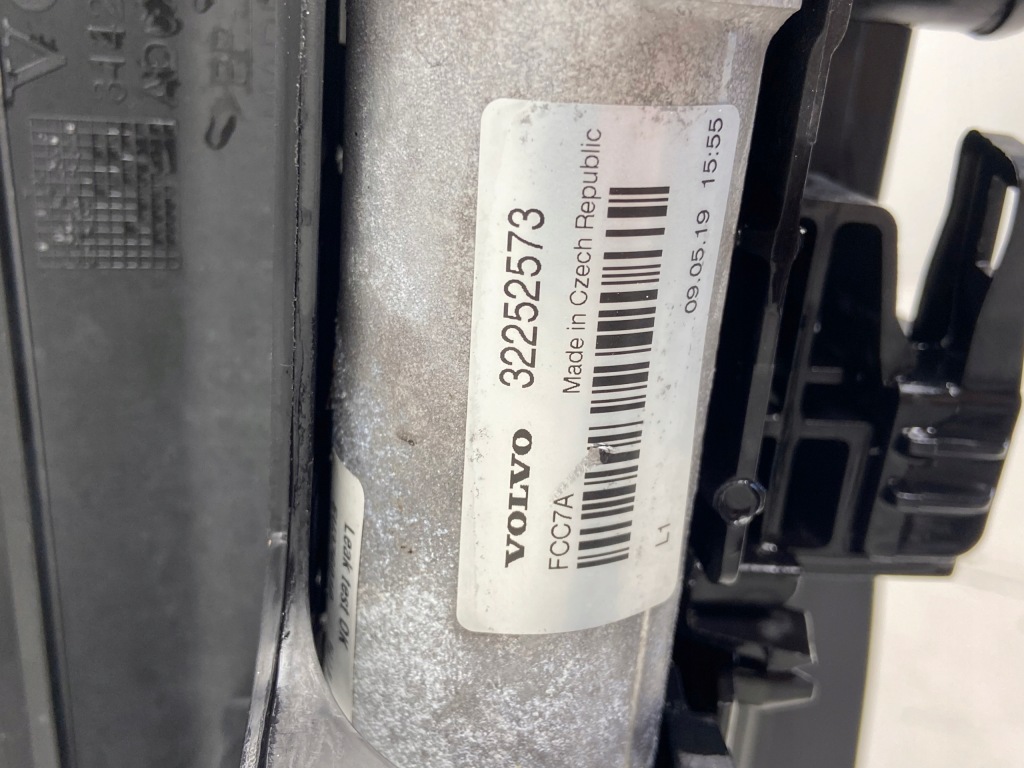 VOLVO 32252573
FCC7A Made in Czech Republic
L1 09.05.19 15:55
Leak test OK